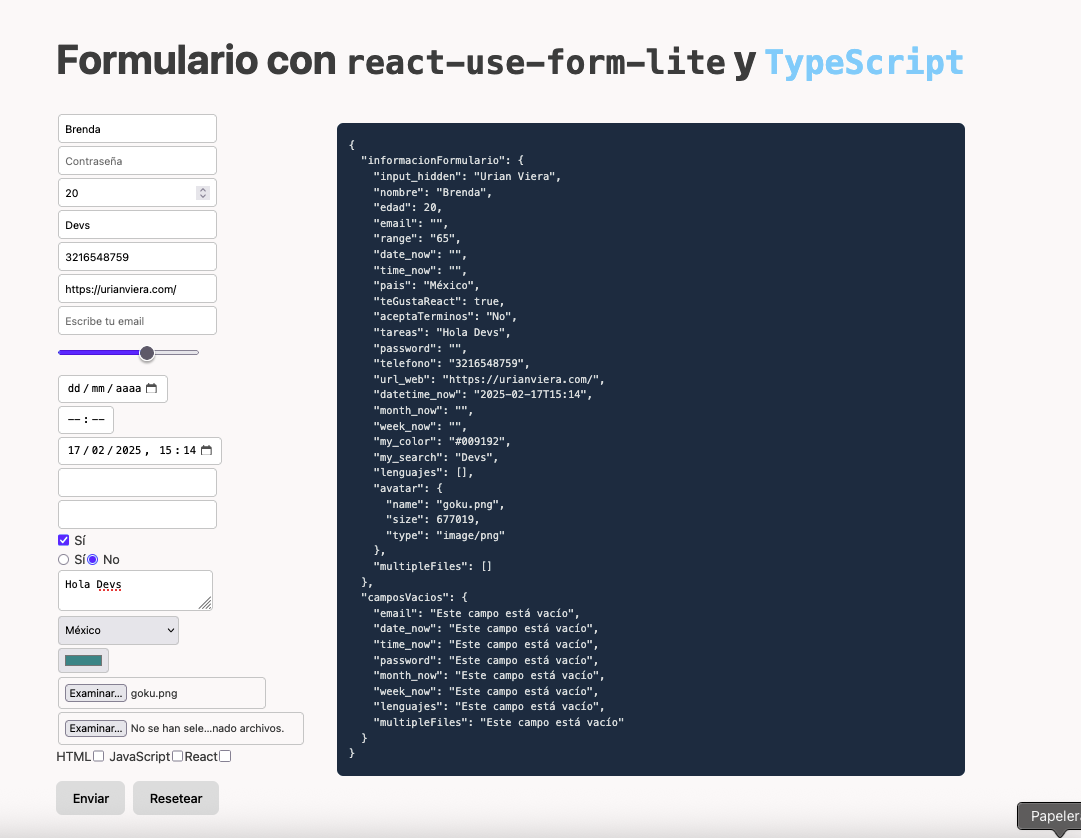 Formulario con react-use-form-lite y TypeScript
Brenda
Contraseña
20
Devs
3216548759
https://urianviera.com/
Escribe tu email
dd/mm/aaaa
--:--
17/02/2025, 15:14
Sí
Sí No
Hola Devs
México
Examinar... goku.png
Examinar... No se han sele...nado archivos.
HTML JavaScript React
Enviar Resetear
{
"informacionFormulario": {
"input_hidden": "Urian Viera",
"nombre": "Brenda",
"edad": 20,
"email": "",
"range": "65",
"date_now": "",
"time_now": "",
"pais": "México",
"teGustaReact": true,
"aceptaTerminos": "No",
"tareas": "Hola Devs",
"password": "",
"telefono": "3216548759",
"url_web": "https://urianviera.com/",
"datetime_now": "2025-02-17T15:14",
"month_now": "",
"week_now": "",
"my_color": "#009192",
"my_search": "Devs",
"lenguajes": [],
"avatar": {
"name": "goku.png",
"size": 677019,
"type": "image/png"
},
"multipleFiles": []
},
"camposVacios": {
"email": "Este campo está vacío",
"date_now": "Este campo está vacío",
"time_now": "Este campo está vacío",
"password": "Este campo está vacío",
"month_now": "Este campo está vacío",
"week_now": "Este campo está vacío",
"lenguajes": "Este campo está vacío",
"multipleFiles": "Este campo está vacío"
}
}
Papeler